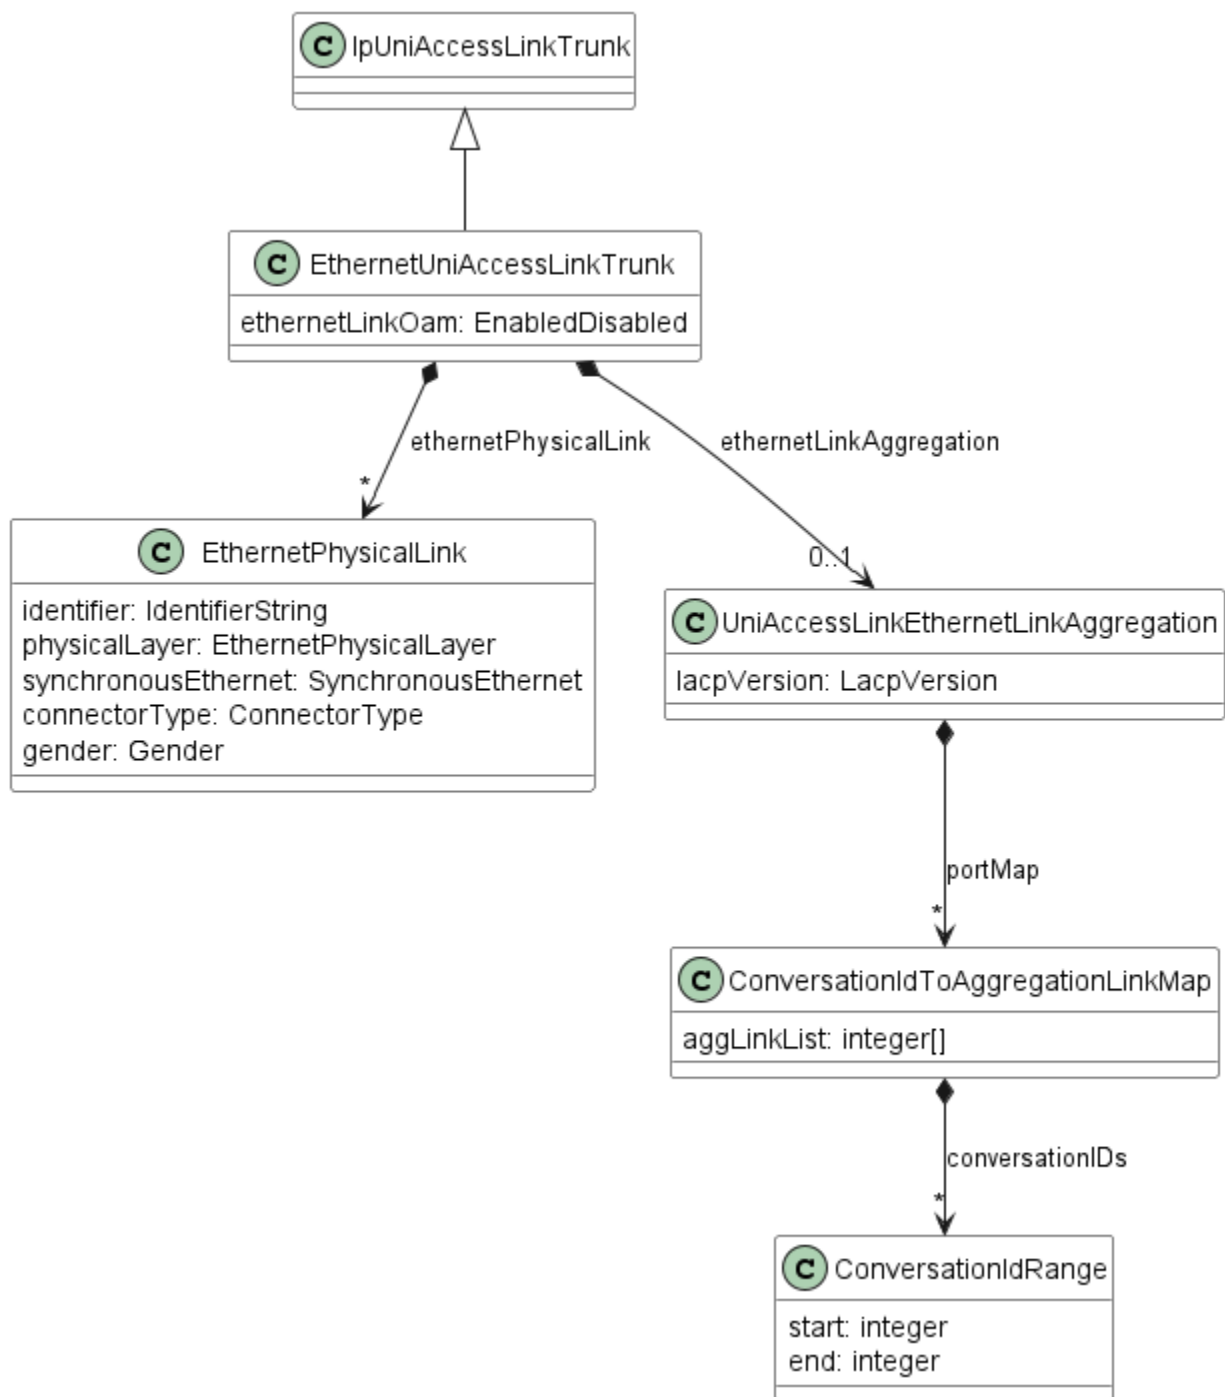 C IpUniAccessLinkTrunk
C EthernetUniAccessLinkTrunk
ethernetLinkOam: EnabledDisabled
ethernetPhysicalLink
ethernetLinkAggregation
*
0..1
C EthernetPhysicalLink
identifier: IdentifierString
physicalLayer: EthernetPhysicalLayer
synchronousEthernet: SynchronousEthernet
connectorType: ConnectorType
gender: Gender
C UniAccessLinkEthernetLinkAggregation
lacpVersion: LacpVersion
portMap
*
C ConversationIdToAggregationLinkMap
aggLinkList: integer[]
conversationIDs
*
C ConversationIdRange
start: integer
end: integer